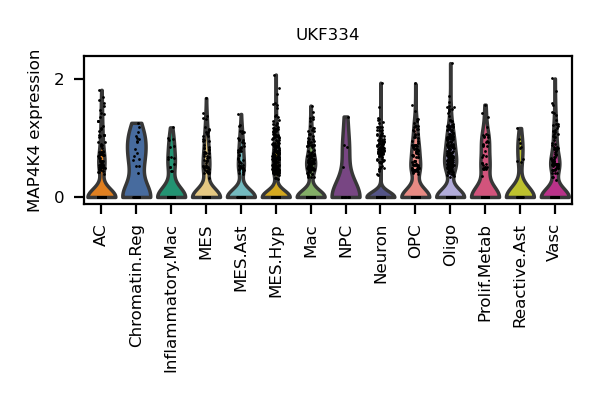 UKF334
MAP4K4 expression
2
0
AC
Chromatin.Reg
Inflammatory.Mac
MES
MES.Ast
MES.Hyp
Mac
NPC
Neuron
OPC
Oligo
Prolif.Metab
Reactive.Ast
Vasc